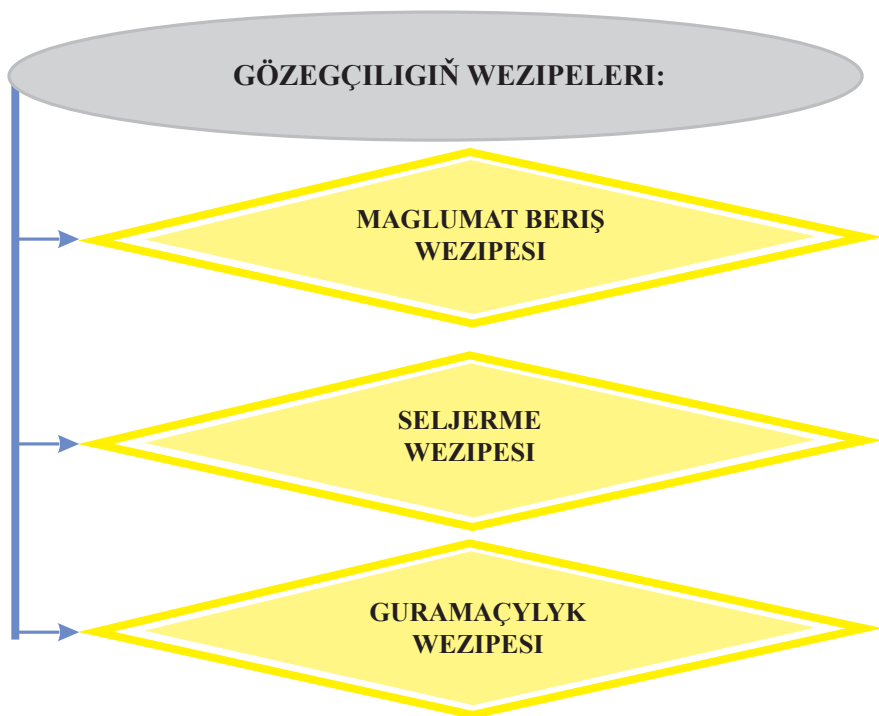 GÖZEGÇILIGIŇ WEZIPELERI:
MAGLUMAT BERIŞ
WEZIPESI
SELJERME
WEZIPESI
GURAMAÇYLYK
WEZIPESI